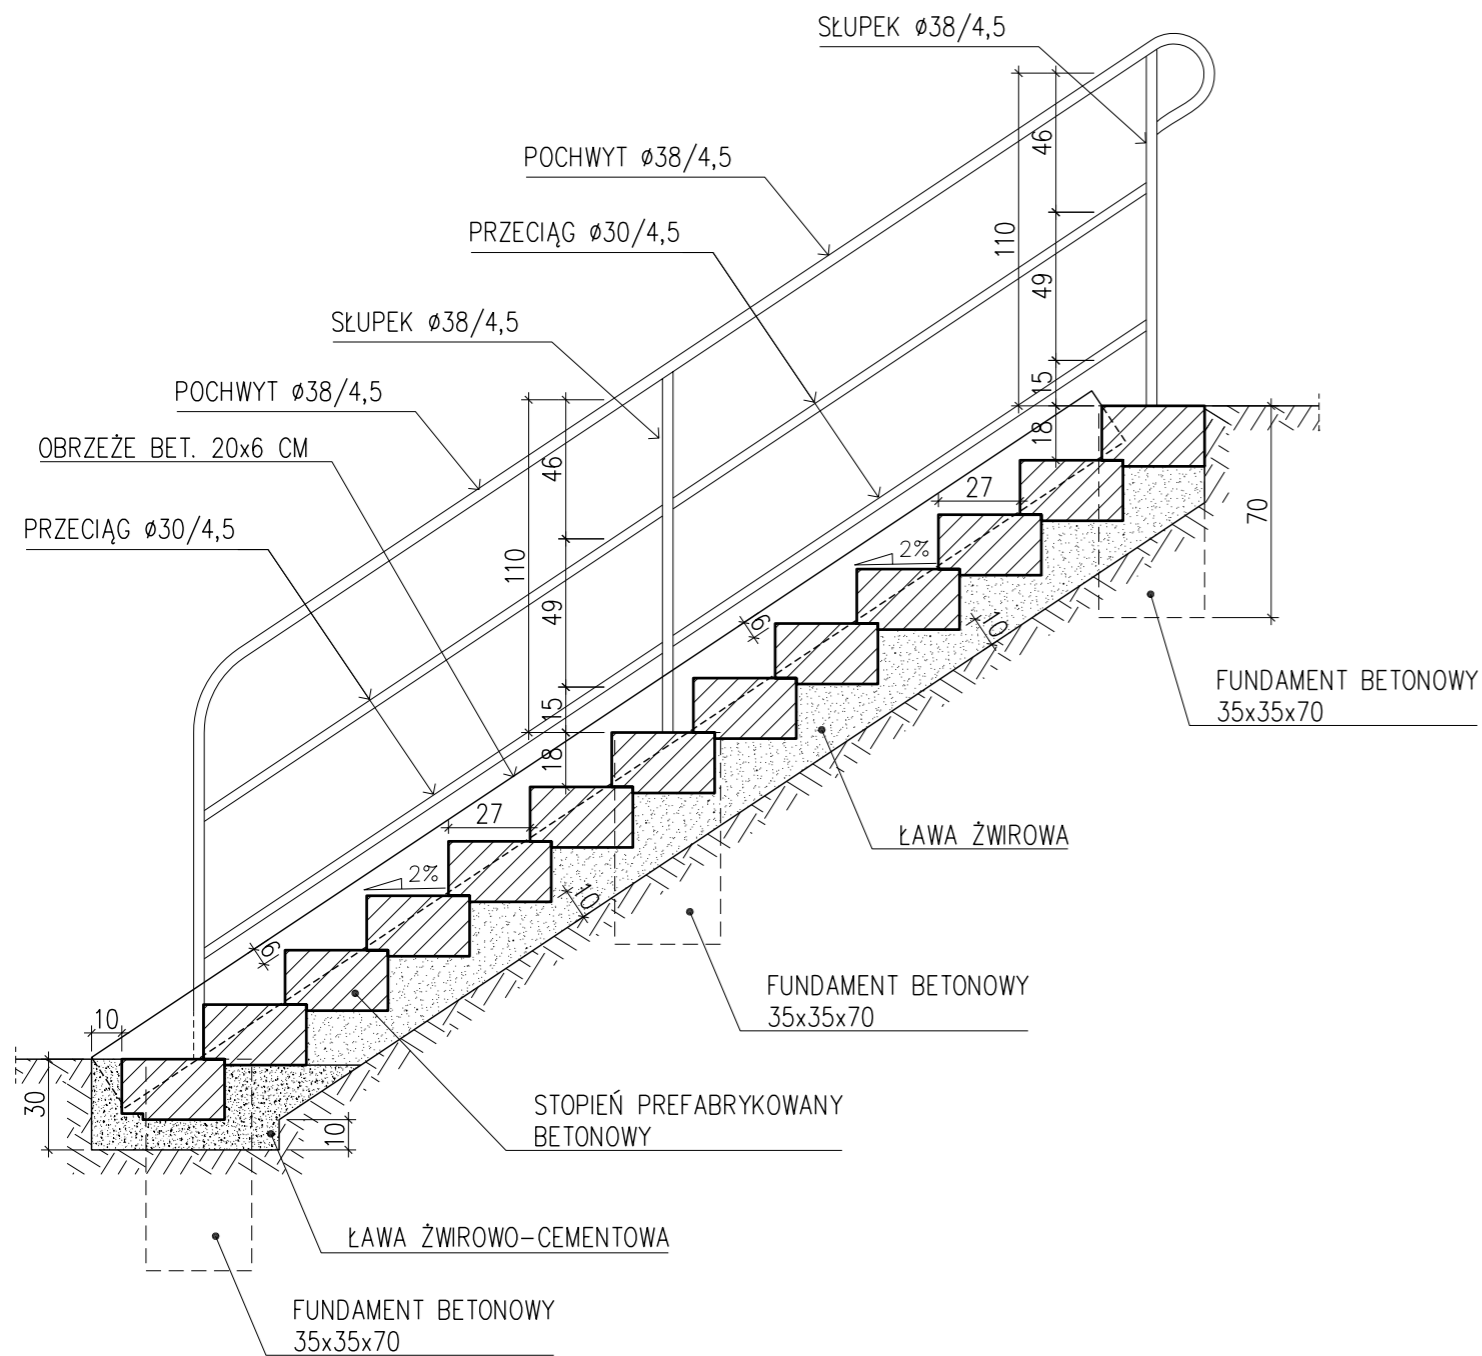 SŁUPEK ø38/4,5
POCHWYT ø38/4,5
PRZECIĄG ø30/4,5
SŁUPEK ø38/4,5
POCHWYT ø38/4,5
OBRZEŻE BET. 20x6 CM
PRZECIĄG ø30/4,5
46
110
49
15
18
27
70
2%
46
110
49
15
18
6
10
FUNDAMENT BETONOWY
35x35x70
ŁAWA ŻWIROWA
27
2%
10
6
FUNDAMENT BETONOWY
35x35x70
10
30
10
STOPIEŃ PREFABRYKOWANY
BETONOWY
ŁAWA ŻWIROWO-CEMENTOWA
FUNDAMENT BETONOWY
35x35x70